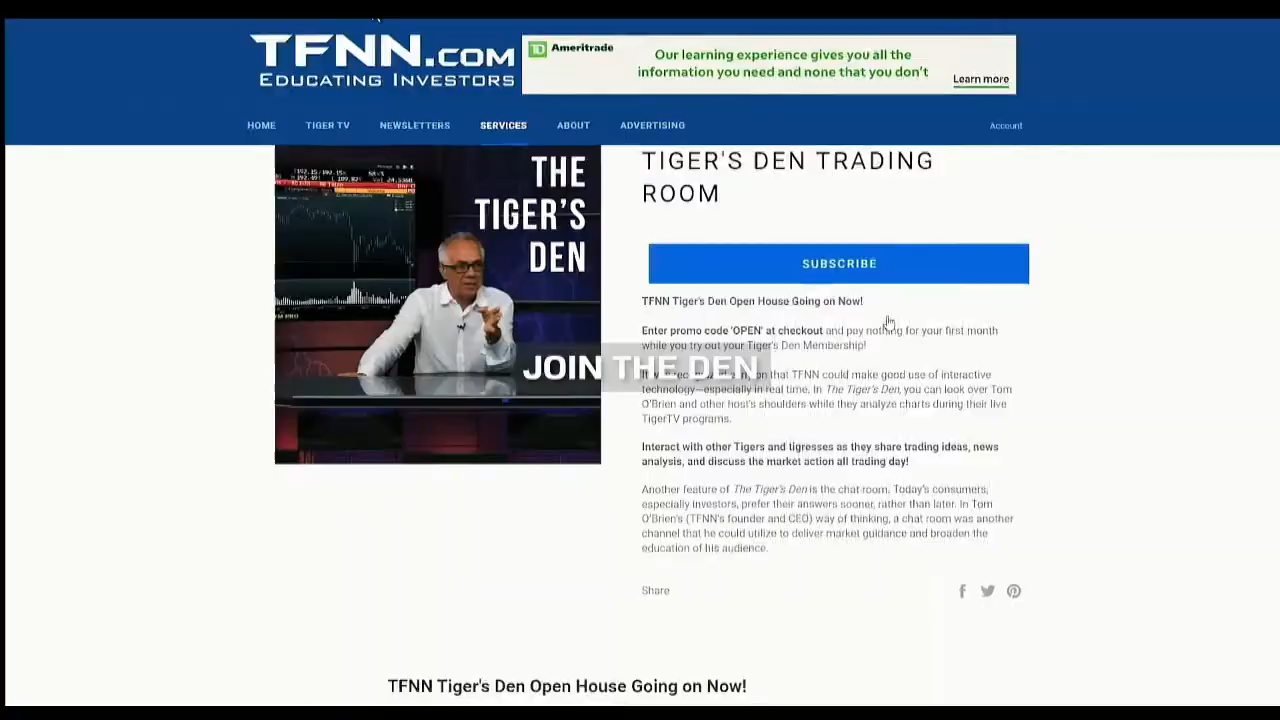 TFNN.COM
EDUCATING INVESTORS
TD Ameritrade
Our learning experience gives you all the
information you need and none that you don't
Learn more
HOME TIGER TV NEWSLETTERS SERVICES ABOUT ADVERTISING Account
THE
TIGER'S
DEN
TIGER'S DEN TRADING
ROOM
SUBSCRIBE
TFNN Tiger's Den Open House Going on Now!
Enter promo code 'OPEN' at checkout and pay nothing for your first month
while you try out your Tiger's Den Membership!
JOIN THE DEN
on that TFNN could make good use of interactive
technology—especially in real time. In The Tiger's Den, you can look over Tom
O'Brien and other host's shoulders while they analyze charts during their live
TigerTV programs.
Interact with other Tigers and tigresses as they share trading ideas, news
analysis, and discuss the market action all trading day!
Another feature of The Tiger's Den is the chat room. Today's consumers,
especially investors, prefer their answers sooner, rather than later. In Tom
O'Brien's (TFNN's founder and CEO) way of thinking, a chat room was another
channel that he could utilize to deliver market guidance and broaden the
education of his audience.
Share
TFNN Tiger's Den Open House Going on Now!